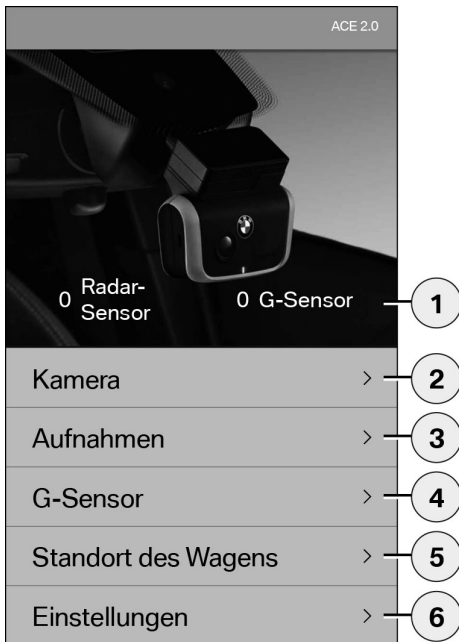 ACE 2.0
0 Radar-
Sensor
0 G-Sensor
1
Kamera > 2
Aufnahmen > 3
G-Sensor > 4
Standort des Wagens > 5
Einstellungen > 6